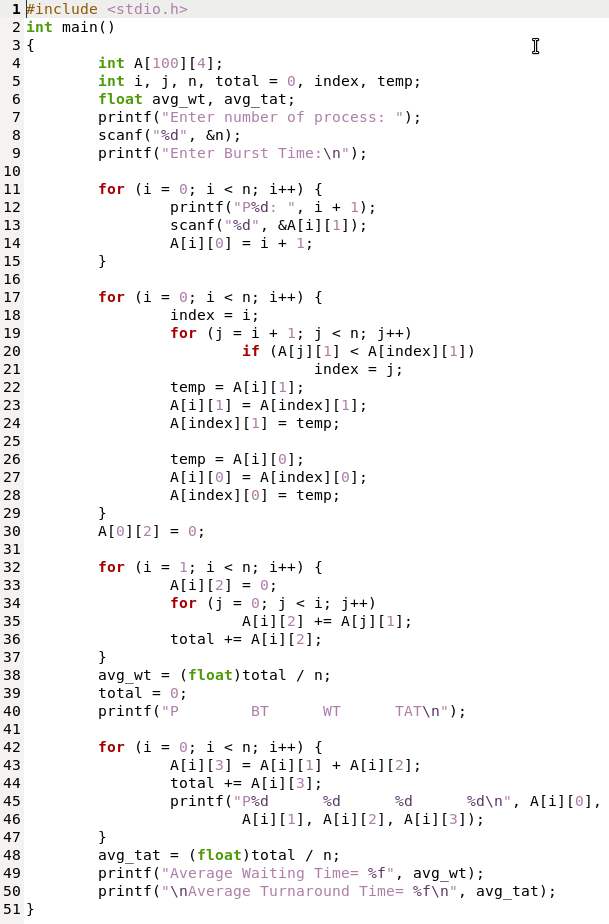 1 #include <stdio.h>
2 int main()
3 {
4         int A[100][4];
5         int i, j, n, total = 0, index, temp;
6         float avg_wt, avg_tat;
7         printf("Enter number of process: ");
8         scanf("%d", &n);
9         printf("Enter Burst Time:\n");
10
11         for (i = 0; i < n; i++) {
12                 printf("P%d: ", i + 1);
13                 scanf("%d", &A[i][1]);
14                 A[i][0] = i + 1;
15         }
16
17         for (i = 0; i < n; i++) {
18                 index = i;
19                 for (j = i + 1; j < n; j++)
20                         if (A[j][1] < A[index][1])
21                                 index = j;
22                 temp = A[i][1];
23                 A[i][1] = A[index][1];
24                 A[index][1] = temp;
25
26                 temp = A[i][0];
27                 A[i][0] = A[index][0];
28                 A[index][0] = temp;
29         }
30         A[0][2] = 0;
31
32         for (i = 1; i < n; i++) {
33                 A[i][2] = 0;
34                 for (j = 0; j < i; j++)
35                         A[i][2] += A[j][1];
36                 total += A[i][2];
37         }
38         avg_wt = (float)total / n;
39         total = 0;
40         printf("P        BT      WT      TAT\n");
41
42         for (i = 0; i < n; i++) {
43                 A[i][3] = A[i][1] + A[i][2];
44                 total += A[i][3];
45                 printf("P%d      %d      %d      %d\n", A[i][0],
46                         A[i][1], A[i][2], A[i][3]);
47         }
48         avg_tat = (float)total / n;
49         printf("Average Waiting Time= %f", avg_wt);
50         printf("\nAverage Turnaround Time= %f\n", avg_tat);
51 }